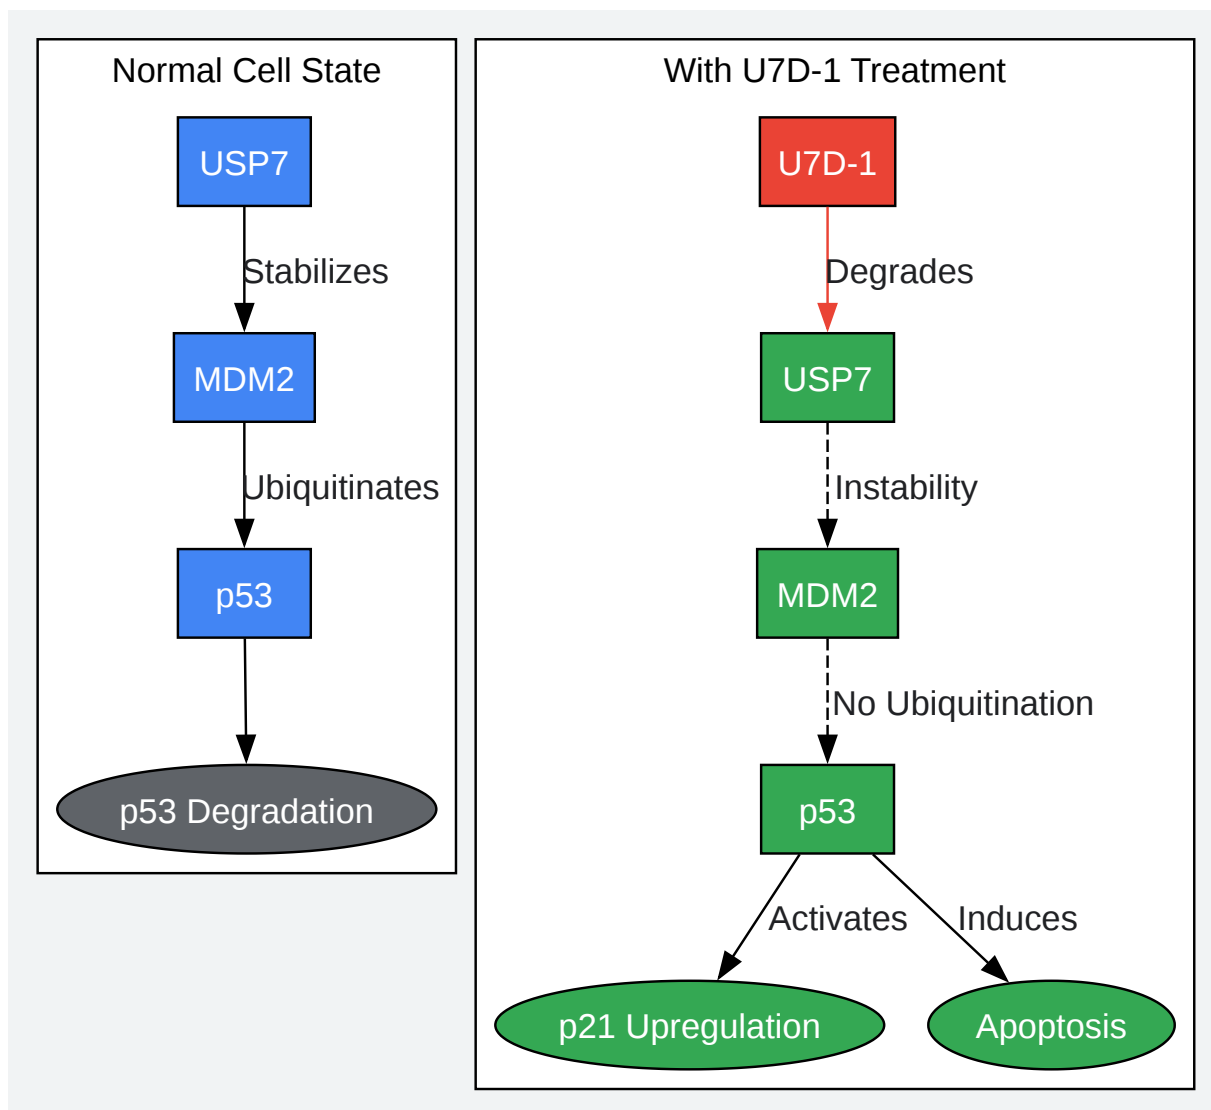 Normal Cell State
USP7
Stabilizes
MDM2
Ubiquitinates
p53
p53 Degradation
With U7D-1 Treatment
U7D-1
Degrades
USP7
Instability
MDM2
No Ubiquitination
p53
Activates
Induces
p21 Upregulation
Apoptosis